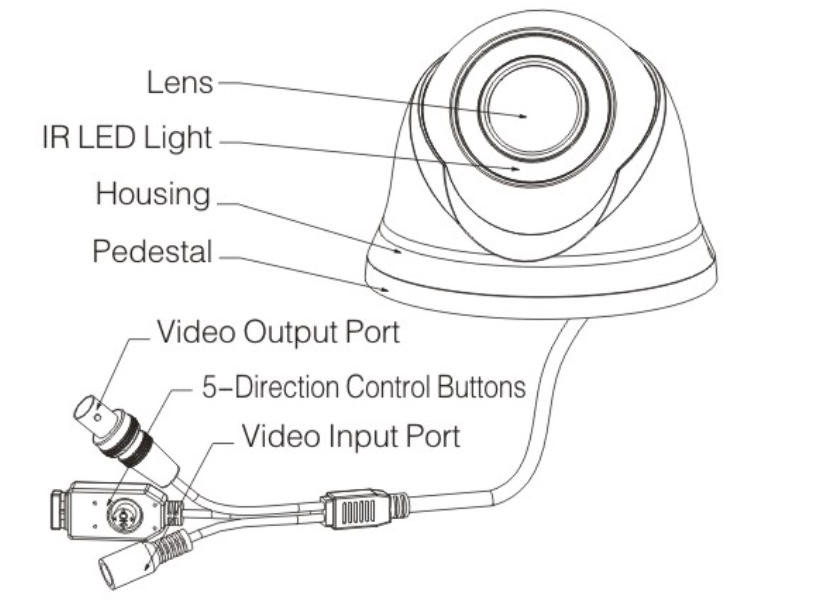 Lens
IR LED Light
Housing
Pedestal
Video Output Port
5-Direction Control Buttons
Video Input Port